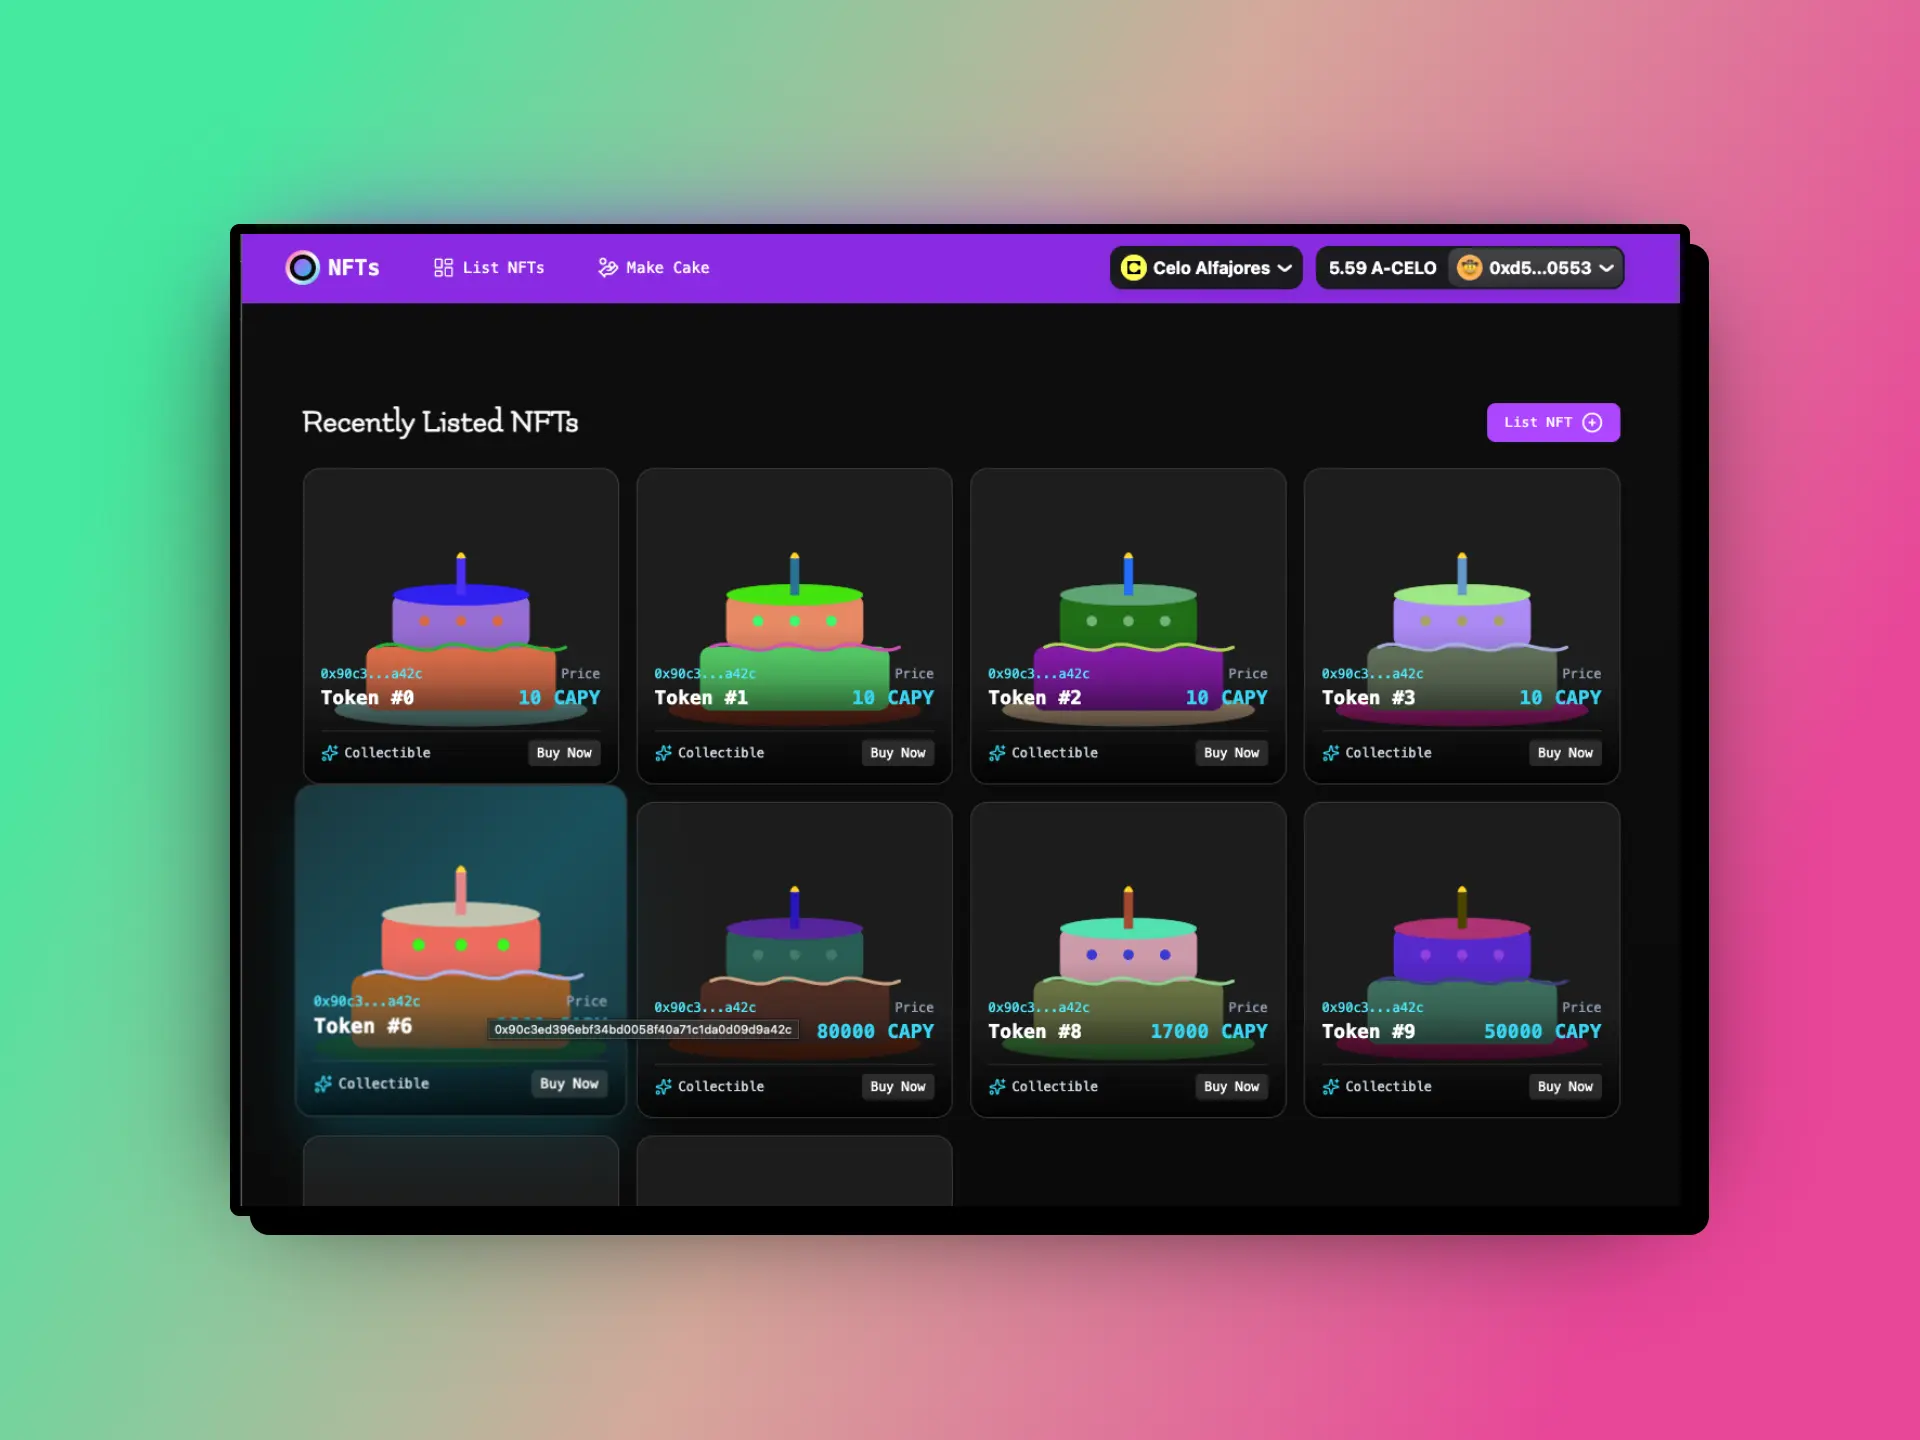 NFTs
List NFTs
Make Cake
Celo Alfajores
5.59 A-CELO
0xd5...0553
Recently Listed NFTs
List NFT
0x90c3...a42c
Price
Token #0
10 CAPY
Collectible
Buy Now
0x90c3...a42c
Price
Token #1
10 CAPY
Collectible
Buy Now
0x90c3...a42c
Price
Token #2
10 CAPY
Collectible
Buy Now
0x90c3...a42c
Price
Token #3
10 CAPY
Collectible
Buy Now
0x90c3...a42c
Price
Token #6
0x90c3ed396ebf34bd0058f40a71c1da0d09d9a42c
Collectible
Buy Now
0x90c3...a42c
Price
80000 CAPY
Collectible
Buy Now
0x90c3...a42c
Price
Token #8
17000 CAPY
Collectible
Buy Now
0x90c3...a42c
Price
Token #9
50000 CAPY
Collectible
Buy Now